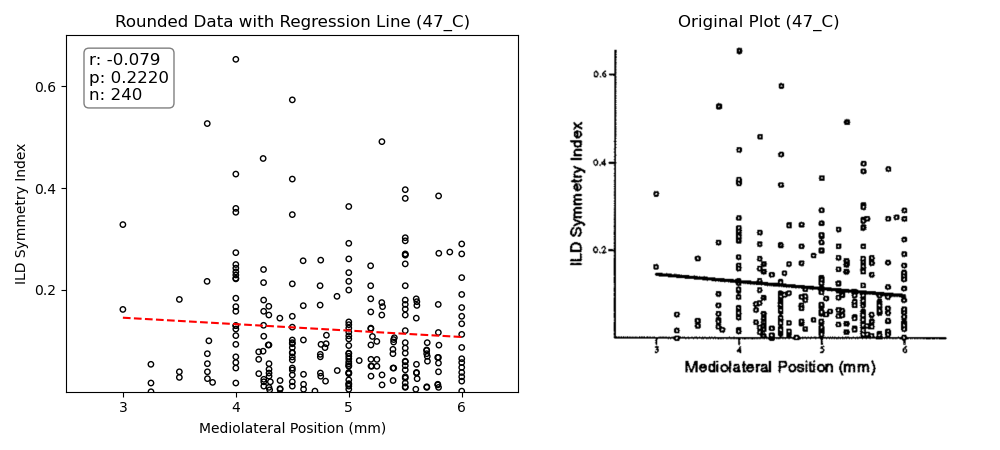 Rounded Data with Regression Line (47_C)
r: -0.079
p: 0.2220
n: 240
ILD Symmetry Index
0.6
0.4
0.2
3 4 5 6
Mediolateral Position (mm)
Original Plot (47_C)
ILD Symmetry Index
0.6
0.4
0.2
3 4 5 6
Mediolateral Position (mm)